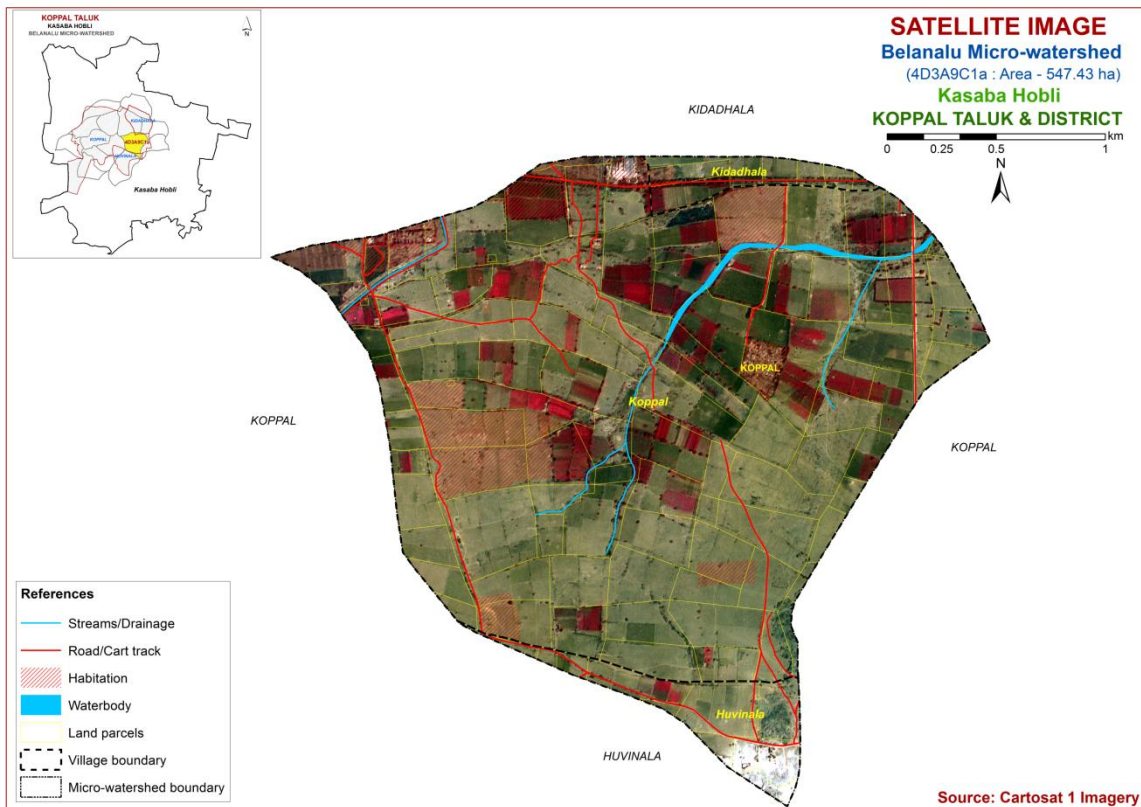 KOPPAL TALUK
KASABA HOBLI
BELANALU MICRO-WATERSHED
N
KIDADHALA
KOPPAL
4D3A9C1a
HUVINALA
Kasaba Hobli
SATELLITE IMAGE
Belanalu Micro-watershed
(4D3A9C1a : Area - 547.43 ha)
Kasaba Hobli
KOPPAL TALUK & DISTRICT
km
0 0.25 0.5 1
N
KIDADHALA
Kidadhala
KOPPAL
Koppal
KOPPAL
KOPPAL
Huvinala
HUVINALA
References
Streams/Drainage
Road/Cart track
Habitation
Waterbody
Land parcels
Village boundary
Micro-watershed boundary
Source: Cartosat 1 Imagery